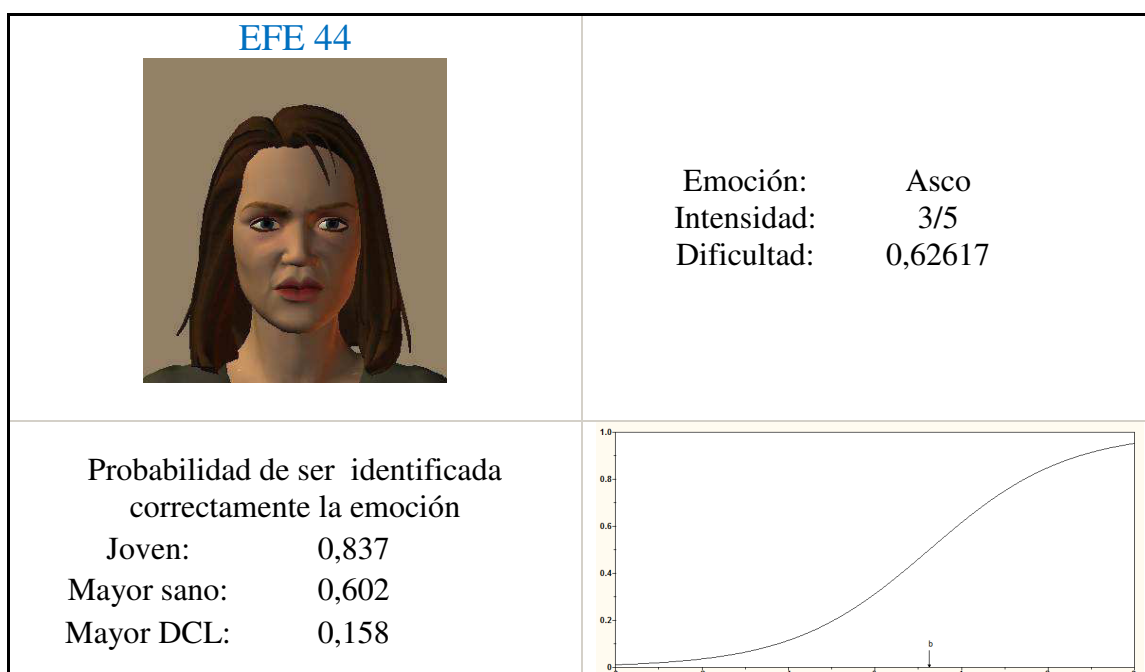 EFE 44
Emoción: Asco
Intensidad: 3/5
Dificultad: 0,62617
Probabilidad de ser identificada
correctamente la emoción
Joven: 0,837
Mayor sano: 0,602
Mayor DCL: 0,158
1.0
0.8
0.6
0.4
0.2
0
b